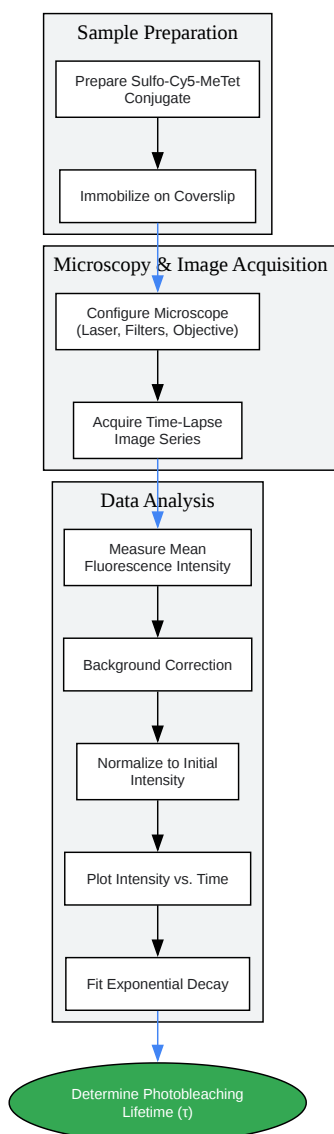 Sample Preparation
Prepare Sulfo-Cy5-MeTet
Conjugate
Immobilize on Coverslip
Microscopy & Image Acquisition
Configure Microscope
(Laser, Filters, Objective)
Acquire Time-Lapse
Image Series
Data Analysis
Measure Mean
Fluorescence Intensity
Background Correction
Normalize to Initial
Intensity
Plot Intensity vs. Time
Fit Exponential Decay
Determine Photobleaching
Lifetime (τ)